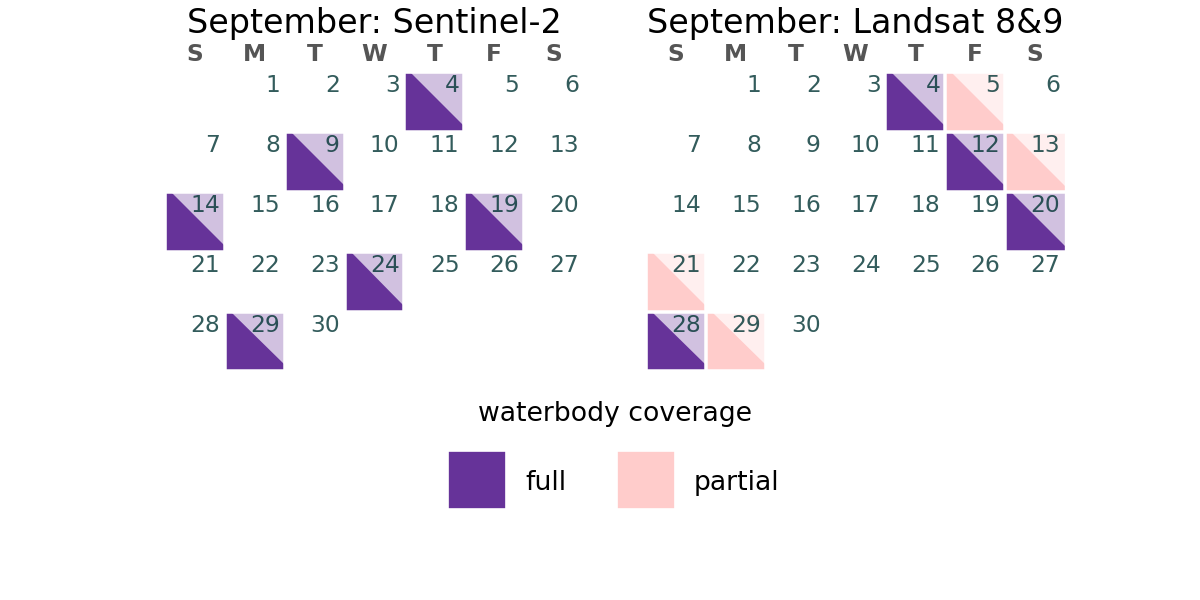 September: Sentinel-2
S M T W T F S
1 2 3 4 5 6
7 8 9 10 11 12 13
14 15 16 17 18 19 20
21 22 23 24 25 26 27
28 29 30
September: Landsat 8&9
S M T W T F S
1 2 3 4 5 6
7 8 9 10 11 12 13
14 15 16 17 18 19 20
21 22 23 24 25 26 27
28 29 30
waterbody coverage
full partial